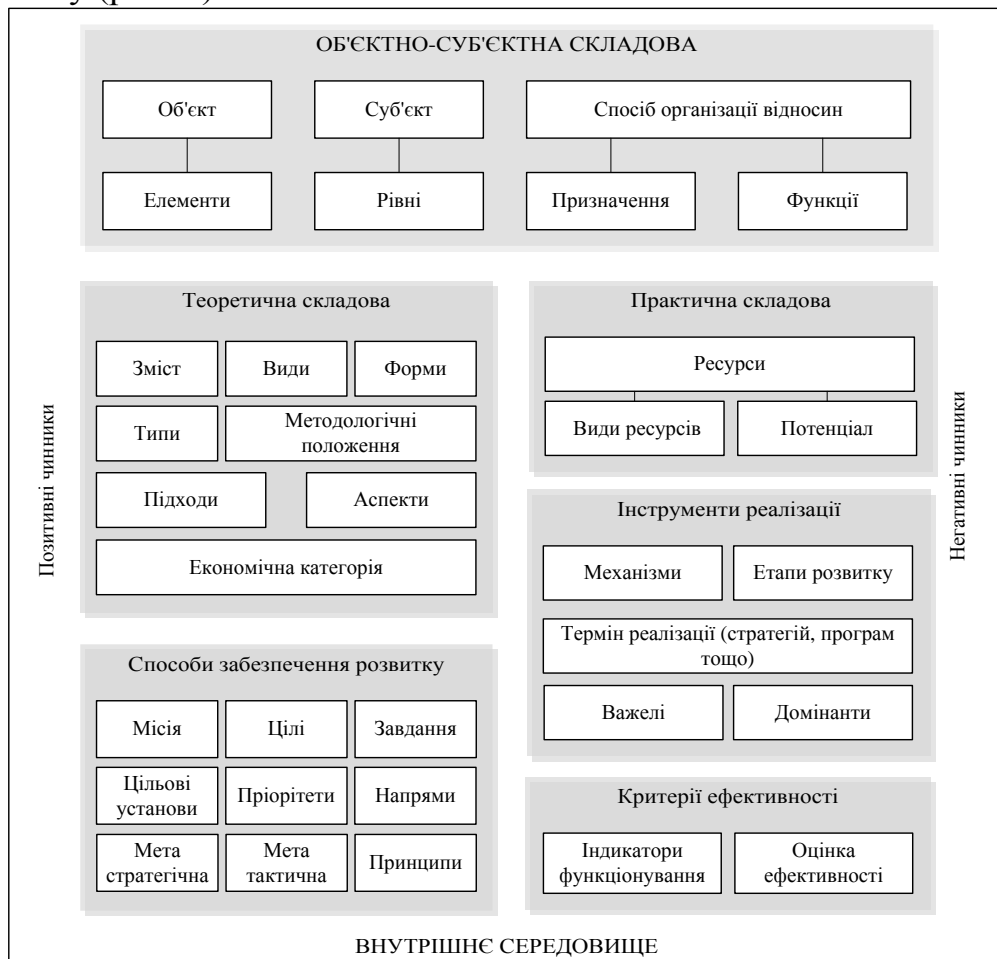 ОБ'ЄКТНО-СУБ'ЄКТНА СКЛАДОВА
Об'єкт
Суб'єкт
Спосіб організації відносин
Елементи
Рівні
Призначення
Функції
Позитивні чинники
Теоретична складова
Зміст
Види
Форми
Типи
Методологічні
положення
Підходи
Аспекти
Економічна категорія
Способи забезпечення розвитку
Місія
Цілі
Завдання
Цільові
установи
Пріоритети
Напрями
Мета
стратегічна
Мета
тактична
Принципи
Практична складова
Ресурси
Види ресурсів
Потенціал
Інструменти реалізації
Механізми
Етапи розвитку
Термін реалізації (стратегій, програм
тощо)
Важелі
Домінанти
Критерії ефективності
Індикатори
функціонування
Оцінка
ефективності
Негативні чинники
ВНУТРІШНЄ СЕРЕДОВИЩЕ